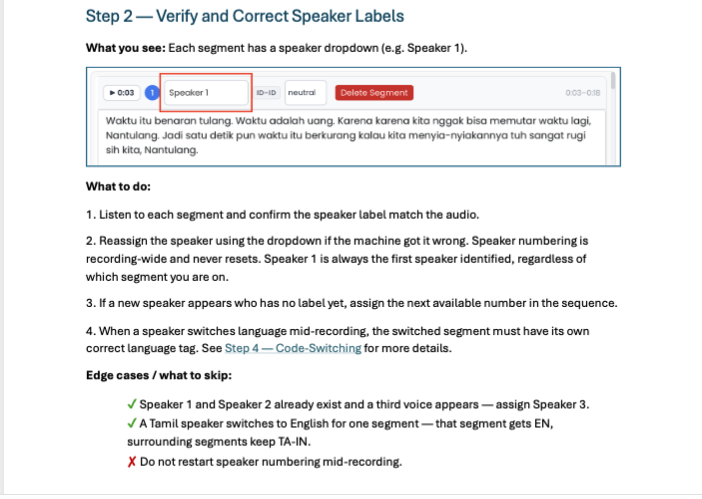 Step 2 — Verify and Correct Speaker Labels
What you see: Each segment has a speaker dropdown (e.g. Speaker 1).
▶ 0:03 1 Speaker 1 ID-ID neutral Delete Segment 0:03–0:18
Waktu itu benaran tulang. Waktu adalah uang. Karena karena kita nggak bisa memutar waktu lagi,
Nantulang. Jadi satu detik pun waktu itu berkurang kalau kita menyia-nyiakannya tuh sangat rugi
sih kita, Nantulang.
What to do:
1. Listen to each segment and confirm the speaker label match the audio.
2. Reassign the speaker using the dropdown if the machine got it wrong. Speaker numbering is
recording-wide and never resets. Speaker 1 is always the first speaker identified, regardless of
which segment you are on.
3. If a new speaker appears who has no label yet, assign the next available number in the sequence.
4. When a speaker switches language mid-recording, the switched segment must have its own
correct language tag. See Step 4 — Code-Switching for more details.
Edge cases / what to skip:
✓ Speaker 1 and Speaker 2 already exist and a third voice appears — assign Speaker 3.
✓ A Tamil speaker switches to English for one segment — that segment gets EN,
surrounding segments keep TA-IN.
✗ Do not restart speaker numbering mid-recording.